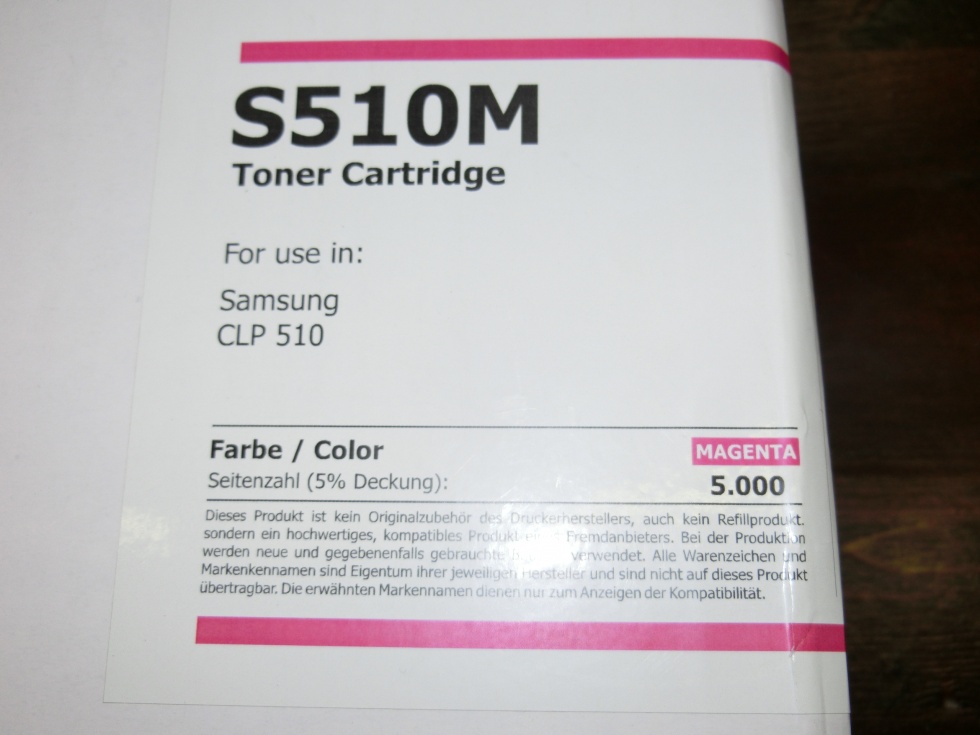 S510M
Toner Cartridge
For use in:
Samsung
CLP 510
Farbe / Color MAGENTA
Seitenzahl (5% Deckung): 5.000
Dieses Produkt ist kein Originalzubehör des Druckerherstellers, auch kein Refillprodukt.
sondern ein hochwertiges, kompatibles Produkt Fremdanbieters. Bei der Produktion
werden neue und gegebenenfalls gebrauchte verwendet. Alle Warenzeichen und
Markenkennamen sind Eigentum ihrer jeweiligen Hersteller und sind nicht auf dieses Produkt
übertragbar. Die erwähnten Markennamen dienen nur zum Anzeigen der Kompatibilität.